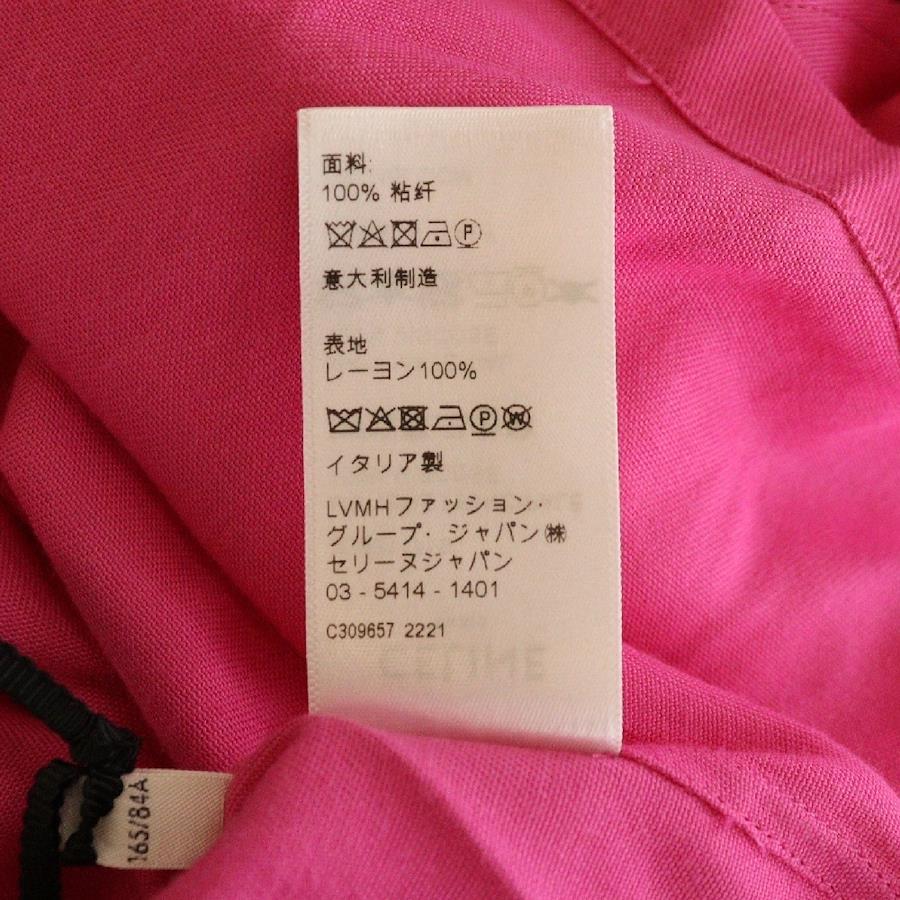 面料:
100% 粘纤
意大利制造
表地
レーヨン100%
イタリア製
LVMHファッション・
グループ・ジャパン㈱
セリーヌジャパン
03 - 5414 - 1401
C309657 2221
165/84A